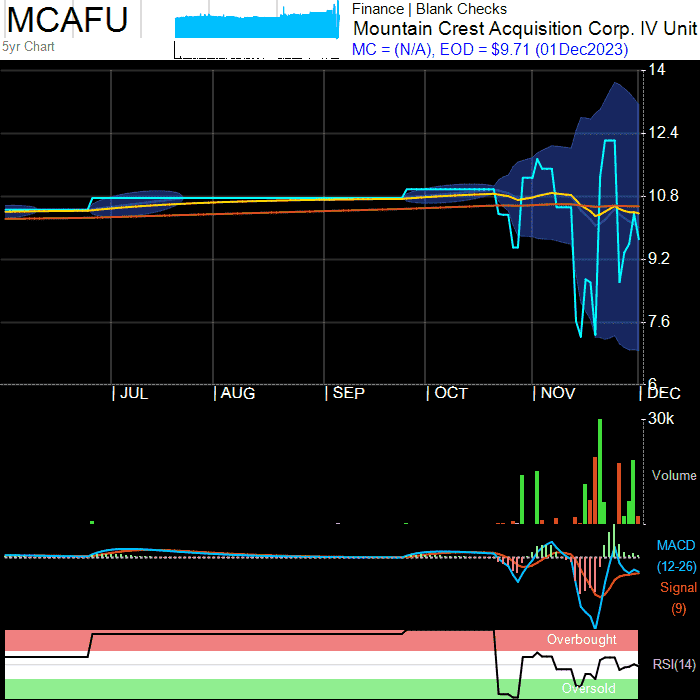 MCAFU
5yr Chart
Finance | Blank Checks
Mountain Crest Acquisition Corp. IV Unit
MC = (N/A), EOD = $9.71 (01Dec2023)
14
12.4
10.8
9.2
7.6
6
JUL AUG SEP OCT NOV DEC
30k
Volume
MACD
(12-26)
Signal
(9)
Overbought
RSI(14)
Oversold